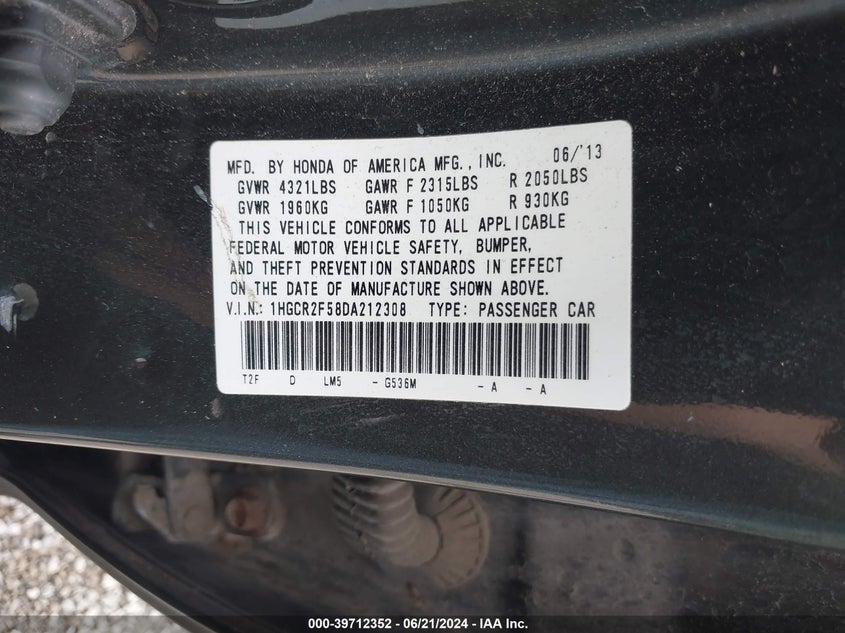 MFD. BY HONDA OF AMERICA MFG., INC. 06/'13
GVWR 4321LBS GAWR F 2315LBS R 2050LBS
GVWR 1960KG GAWR F 1050KG R 930KG
THIS VEHICLE CONFORMS TO ALL APPLICABLE
FEDERAL MOTOR VEHICLE SAFETY, BUMPER,
AND THEFT PREVENTION STANDARDS IN EFFECT
ON THE DATE OF MANUFACTURE SHOWN ABOVE.
V.I.N.: 1HGCR2F58DA212308 TYPE: PASSENGER CAR
T2F D LM5 - G536M - A - A
000-39712352 - 06/21/2024 - IAA Inc.